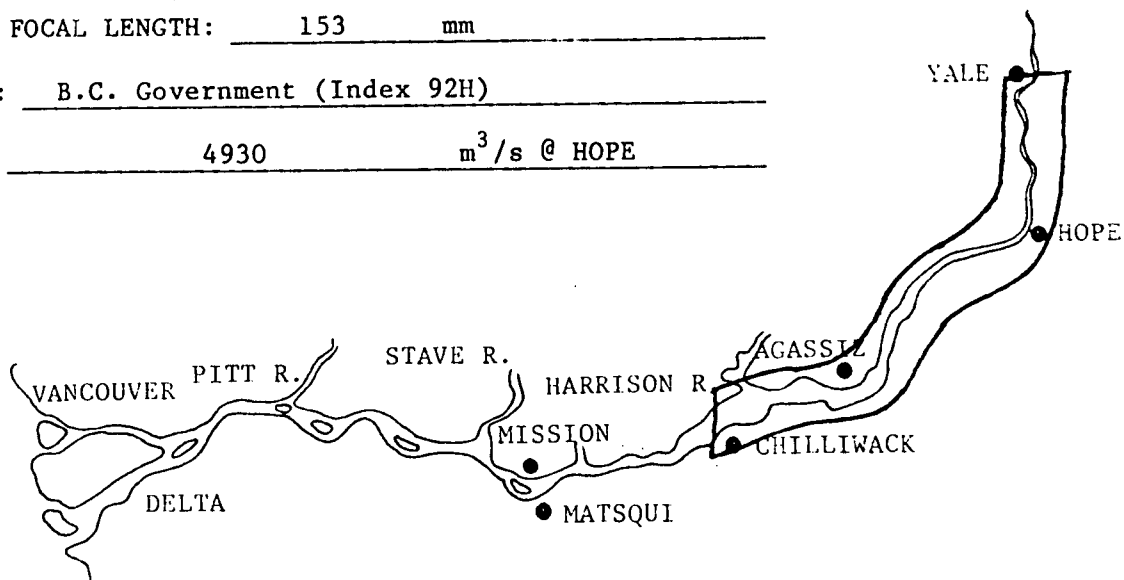 FOCAL LENGTH: 153 mm
: B.C. Government (Index 92H)
4930 m³/s @ HOPE
YALE
HOPE
AGASSIZ
STAVE R.
PITT R.
HARRISON R.
VANCOUVER
MISSION
CHILLIWACK
DELTA
MATSQUI